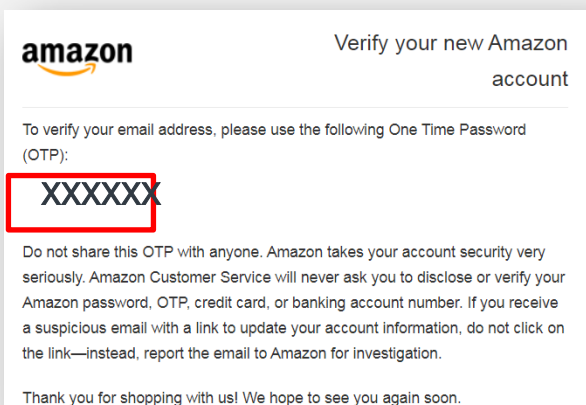 amazon
Verify your new Amazon
account
To verify your email address, please use the following One Time Password
(OTP):
XXXXXX
Do not share this OTP with anyone. Amazon takes your account security very
seriously. Amazon Customer Service will never ask you to disclose or verify your
Amazon password, OTP, credit card, or banking account number. If you receive
a suspicious email with a link to update your account information, do not click on
the link—instead, report the email to Amazon for investigation.
Thank you for shopping with us! We hope to see you again soon.